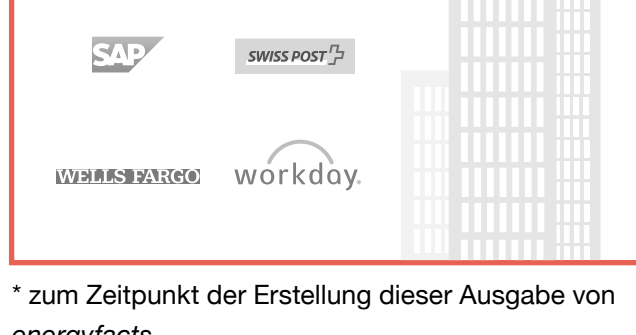 SAP
SWISS POST
WELLS FARGO
workday.
* zum Zeitpunkt der Erstellung dieser Ausgabe von
energyfacts